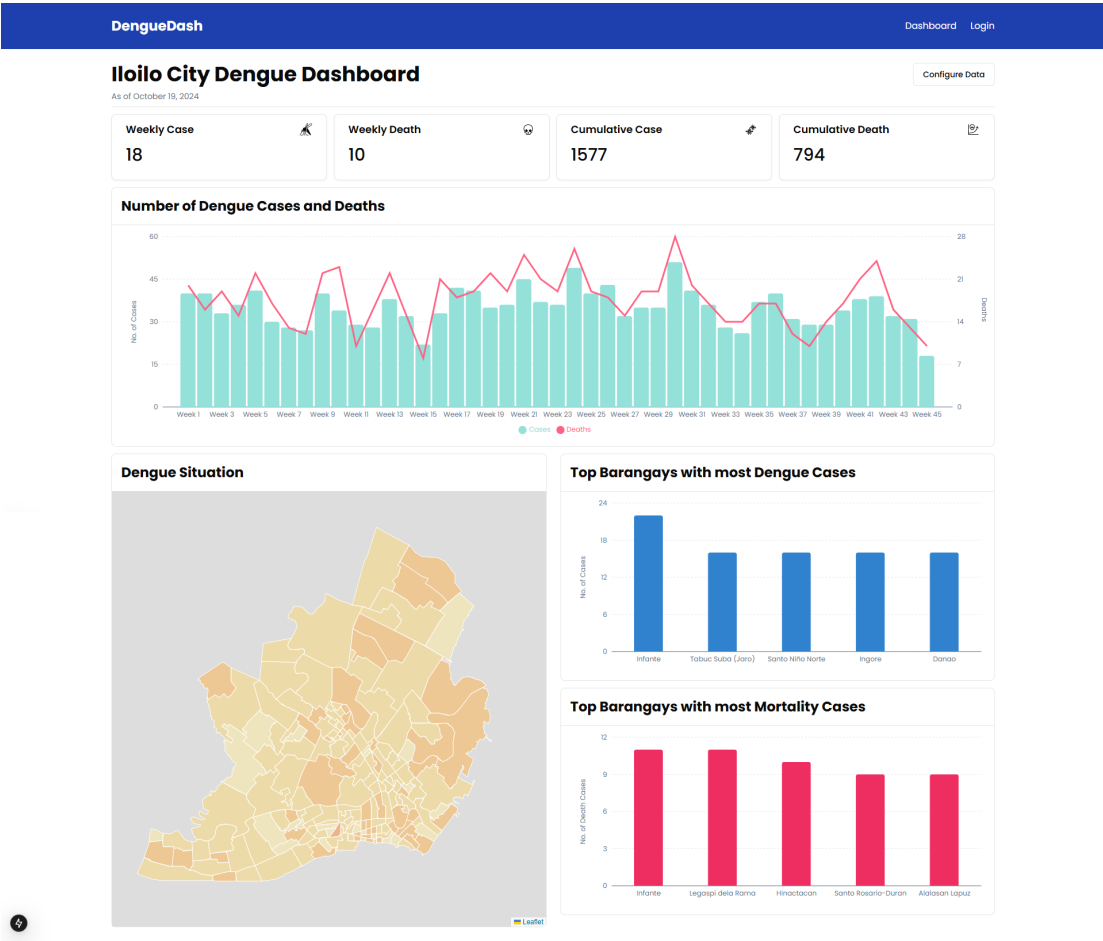 DengueDash
Dashboard Login
Iloilo City Dengue Dashboard
Configure Data
As of October 19, 2024
Weekly Case
18
Weekly Death
10
Cumulative Case
1577
Cumulative Death
794
Number of Dengue Cases and Deaths
60
45
30
15
0
No. of Cases
28
21
14
7
0
Deaths
Week 1 Week 3 Week 5 Week 7 Week 9 Week 11 Week 13 Week 15 Week 17 Week 19 Week 21 Week 23 Week 25 Week 27 Week 29 Week 31 Week 33 Week 35 Week 37 Week 39 Week 41 Week 43 Week 45
Cases Deaths
Dengue Situation
Leaflet
Top Barangays with most Dengue Cases
24
18
12
6
0
No. of Cases
Infante Tabuc Suba (Jaro) Santo Niño Norte Ingore Danao
Top Barangays with most Mortality Cases
12
9
6
3
0
No. of Death Cases
Infante Legaspi dela Rama Hinactacan Santo Rosario-Duran Alalasan Lapuz